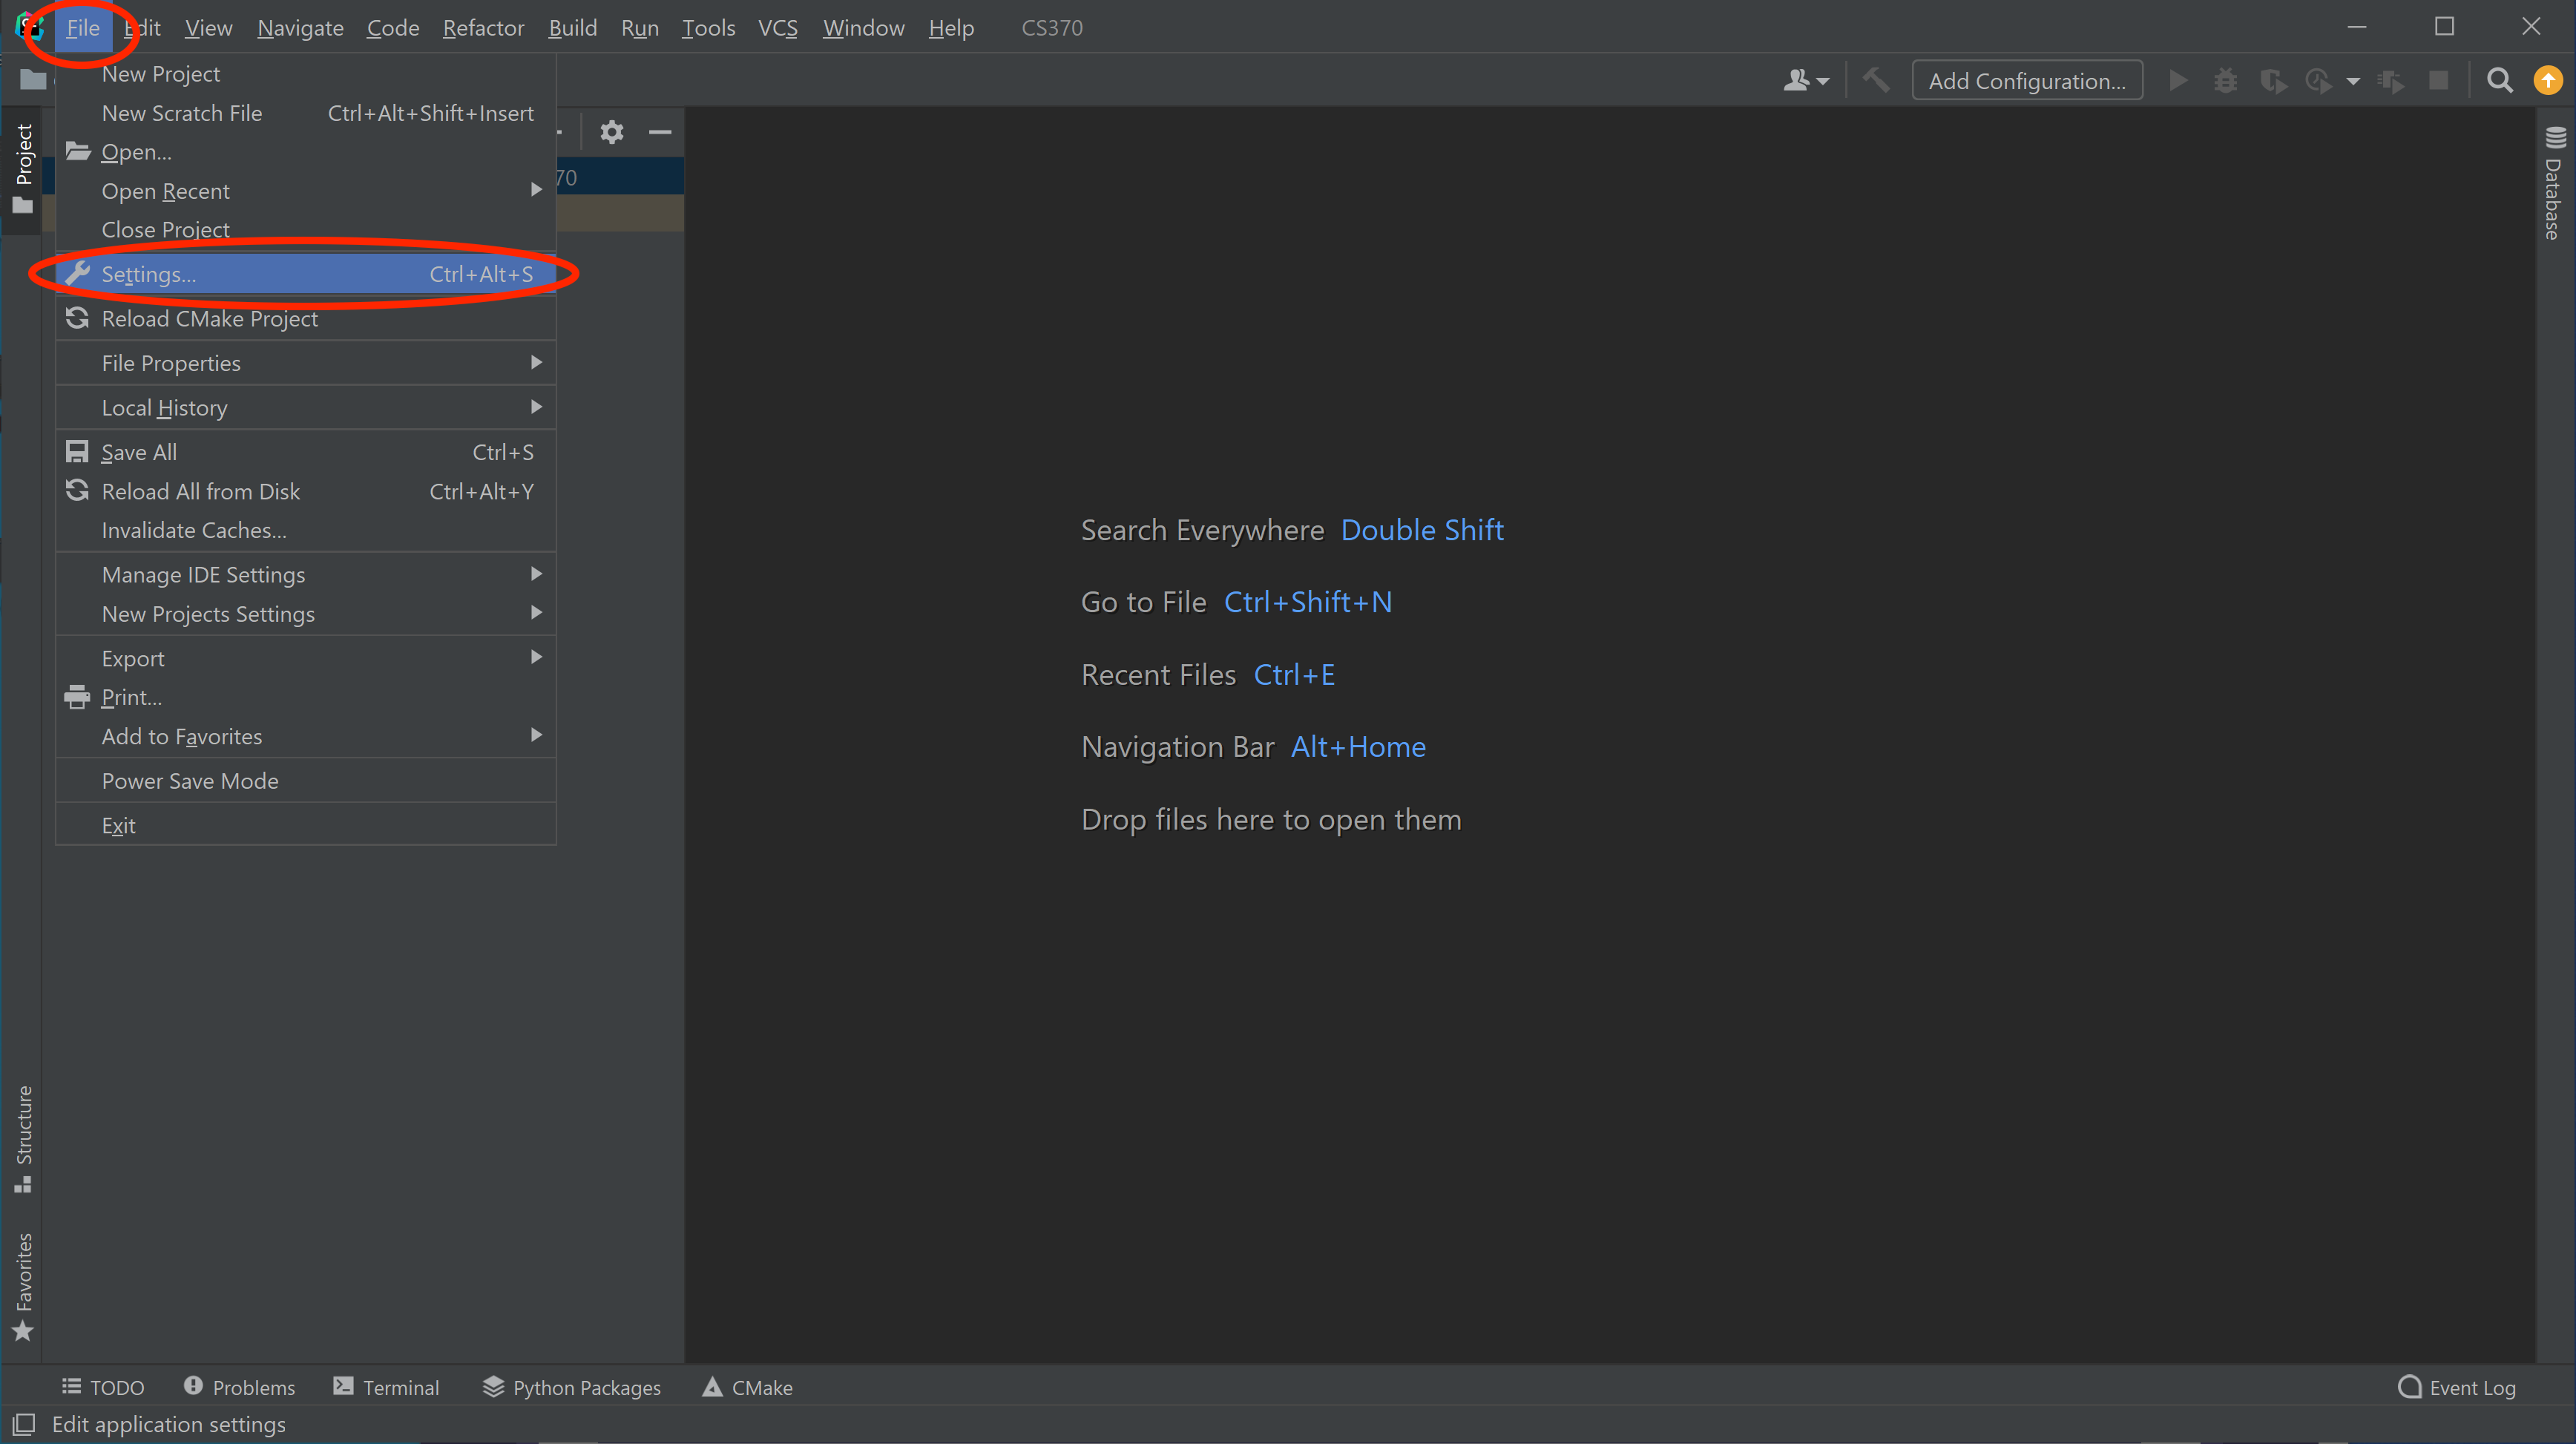 File Edit View Navigate Code Refactor Build Run Tools VCS Window Help CS370
Add Configuration...
New Project
New Scratch File Ctrl+Alt+Shift+Insert
Open...
Open Recent
Close Project
Settings... Ctrl+Alt+S
Reload CMake Project
File Properties
Local History
Save All Ctrl+S
Reload All from Disk Ctrl+Alt+Y
Invalidate Caches...
Manage IDE Settings
New Projects Settings
Export
Print...
Add to Favorites
Power Save Mode
Exit
70
Project
Structure
Favorites
Search Everywhere Double Shift
Go to File Ctrl+Shift+N
Recent Files Ctrl+E
Navigation Bar Alt+Home
Drop files here to open them
Database
TODO Problems Terminal Python Packages CMake Event Log
Edit application settings